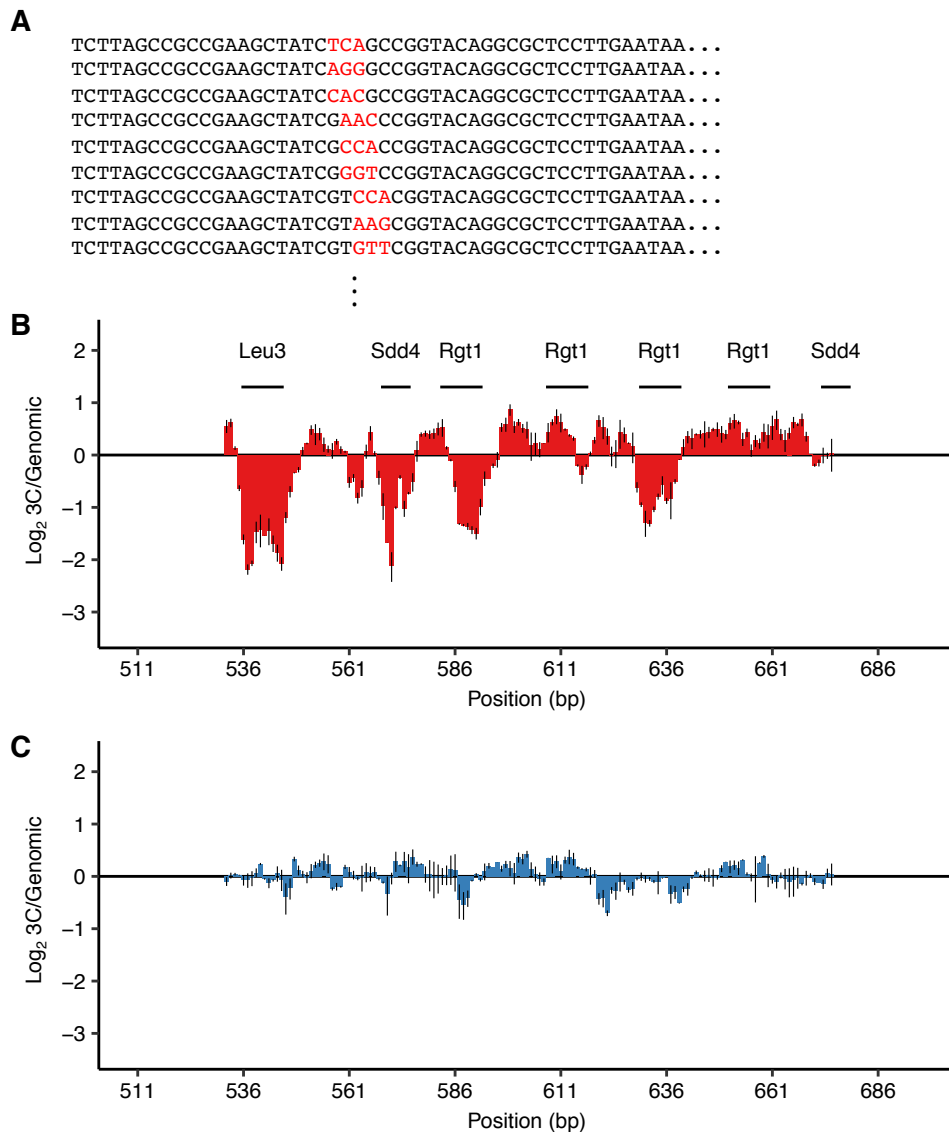 A
TCTTAGCCGCCGAAGCTATCTCAGCCGGTACAGGCGCTCCTTGAATAA...
TCTTAGCCGCCGAAGCTATCAGGGCCGGTACAGGCGCTCCTTGAATAA...
TCTTAGCCGCCGAAGCTATCCACGCCGGTACAGGCGCTCCTTGAATAA...
TCTTAGCCGCCGAAGCTATCGAACCCGGTACAGGCGCTCCTTGAATAA...
TCTTAGCCGCCGAAGCTATCGCCACCGGTACAGGCGCTCCTTGAATAA...
TCTTAGCCGCCGAAGCTATCGGGTCCGGTACAGGCGCTCCTTGAATAA...
TCTTAGCCGCCGAAGCTATCGTCCACGGTACAGGCGCTCCTTGAATAA...
TCTTAGCCGCCGAAGCTATCGTAAGCGGTACAGGCGCTCCTTGAATAA...
TCTTAGCCGCCGAAGCTATCGTGTTCGGTACAGGCGCTCCTTGAATAA...
⋮
B
Leu3 Sdd4 Rgt1 Rgt1 Rgt1 Rgt1 Sdd4
2
1
0
−1
−2
−3
Log₂ 3C/Genomic
511 536 561 586 611 636 661 686
Position (bp)
C
2
1
0
−1
−2
−3
Log₂ 3C/Genomic
511 536 561 586 611 636 661 686
Position (bp)